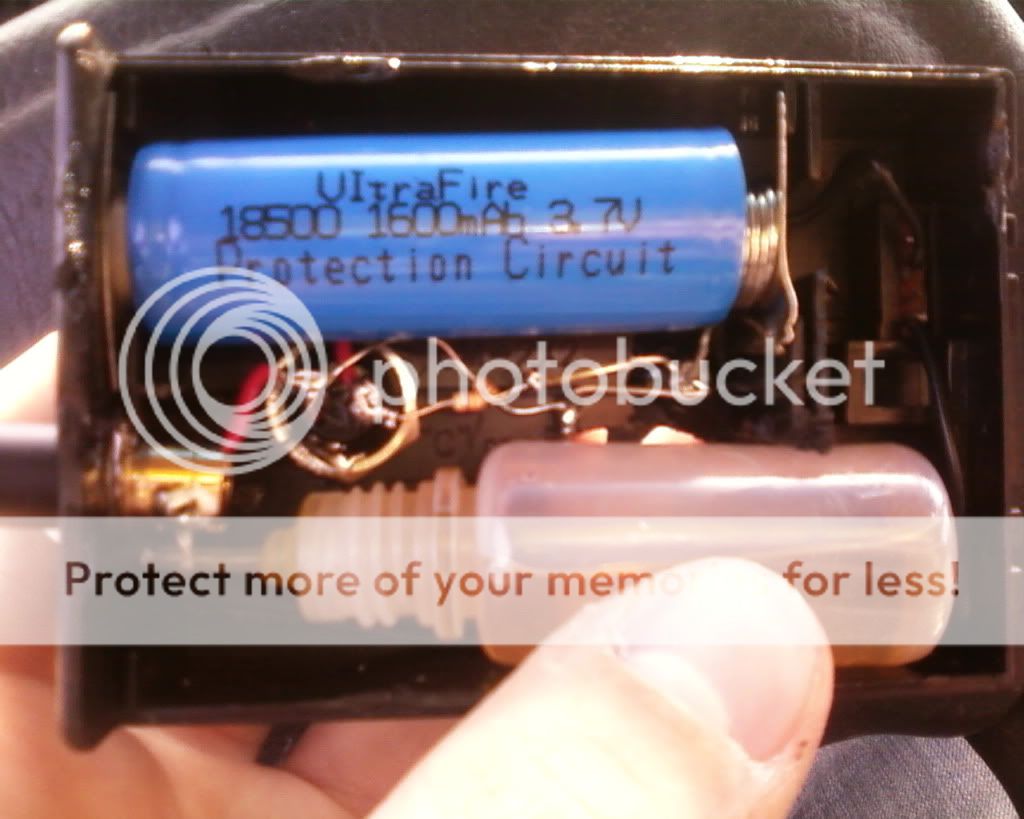 UltraFire
18500 1600mAh 3.7V
Protection Circuit
photobucket
Protect more of your memories for less!